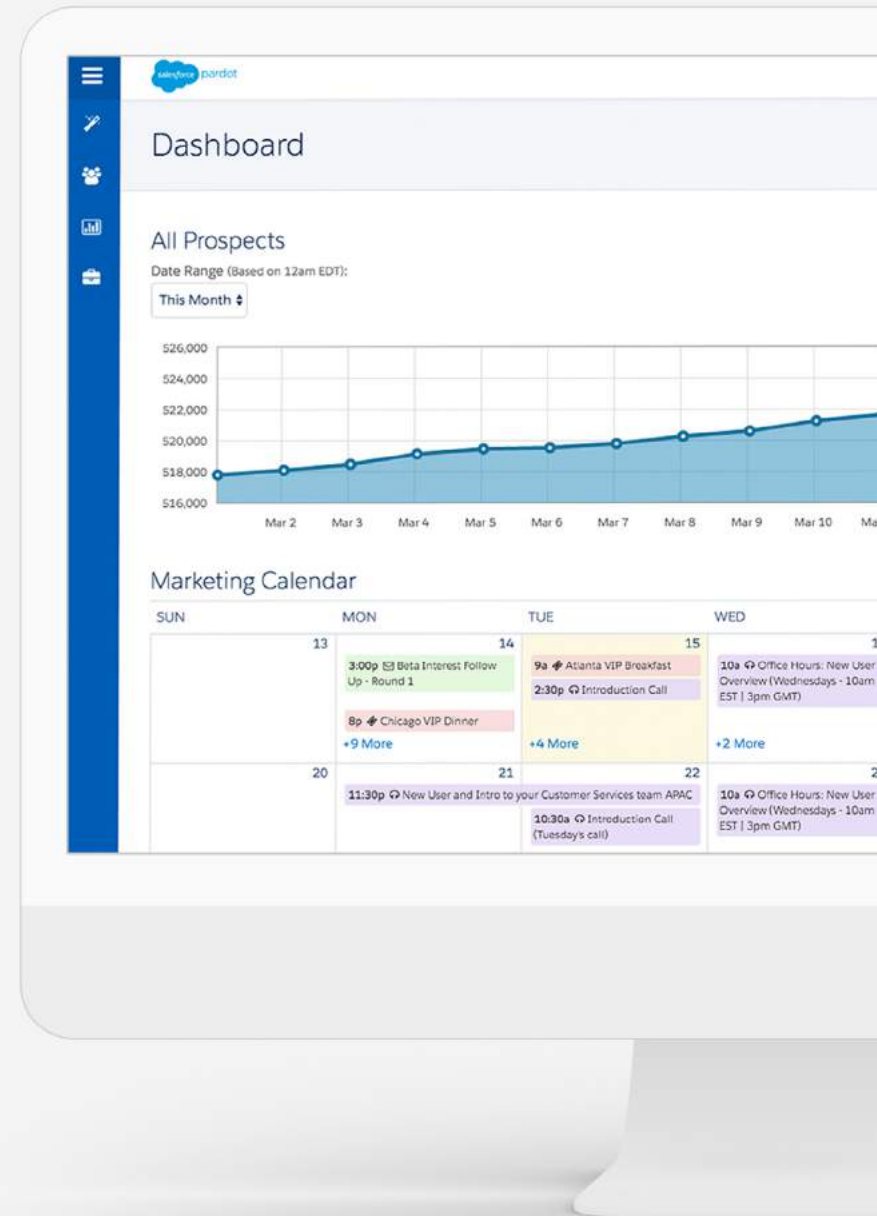 salesforce pardot
Dashboard
All Prospects
Date Range (Based on 12am EDT):
This Month
526,000
524,000
522,000
520,000
518,000
516,000
Mar 2 Mar 3 Mar 4 Mar 5 Mar 6 Mar 7 Mar 8 Mar 9 Mar 10 Ma
Marketing Calendar
SUN MON TUE WED
13 14 15 1
3:00p Beta Interest Follow
Up - Round 1
8p Chicago VIP Dinner
+9 More
9a Atlanta VIP Breakfast
2:30p Introduction Call
+4 More
10a Office Hours: New User
Overview (Wednesdays - 10am
EST | 3pm GMT)
+2 More
20 21 22 2
11:30p New User and Intro to your Customer Services team APAC
10:30a Introduction Call
(Tuesday's call)
10a Office Hours: New User
Overview (Wednesdays - 10am
EST | 3pm GMT)